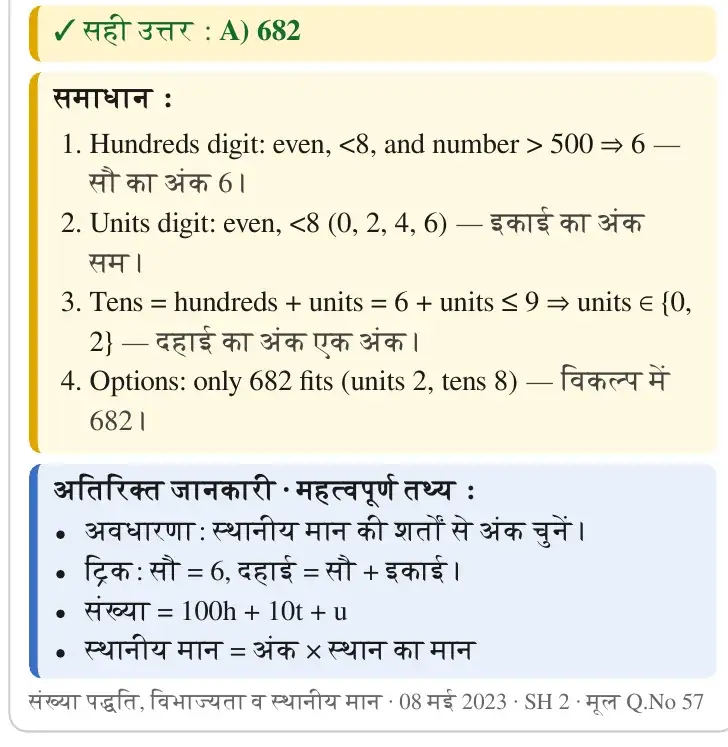 ✓ सही उत्तर : A) 682
समाधान :
1. Hundreds digit: even, <8, and number > 500 ⇒ 6 —
सौ का अंक 6।
2. Units digit: even, <8 (0, 2, 4, 6) — इकाई का अंक
सम।
3. Tens = hundreds + units = 6 + units ≤ 9 ⇒ units ∈ {0,
2} — दहाई का अंक एक अंक।
4. Options: only 682 fits (units 2, tens 8) — विकल्प में
682।
अतिरिक्त जानकारी · महत्वपूर्ण तथ्य :
• अवधारणा : स्थानीय मान की शर्तों से अंक चुनें।
• ट्रिक : सौ = 6, दहाई = सौ + इकाई।
• संख्या = 100h + 10t + u
• स्थानीय मान = अंक × स्थान का मान
संख्या पद्धति, विभाज्यता व स्थानीय मान · 08 मई 2023 · SH 2 · मूल Q.No 57